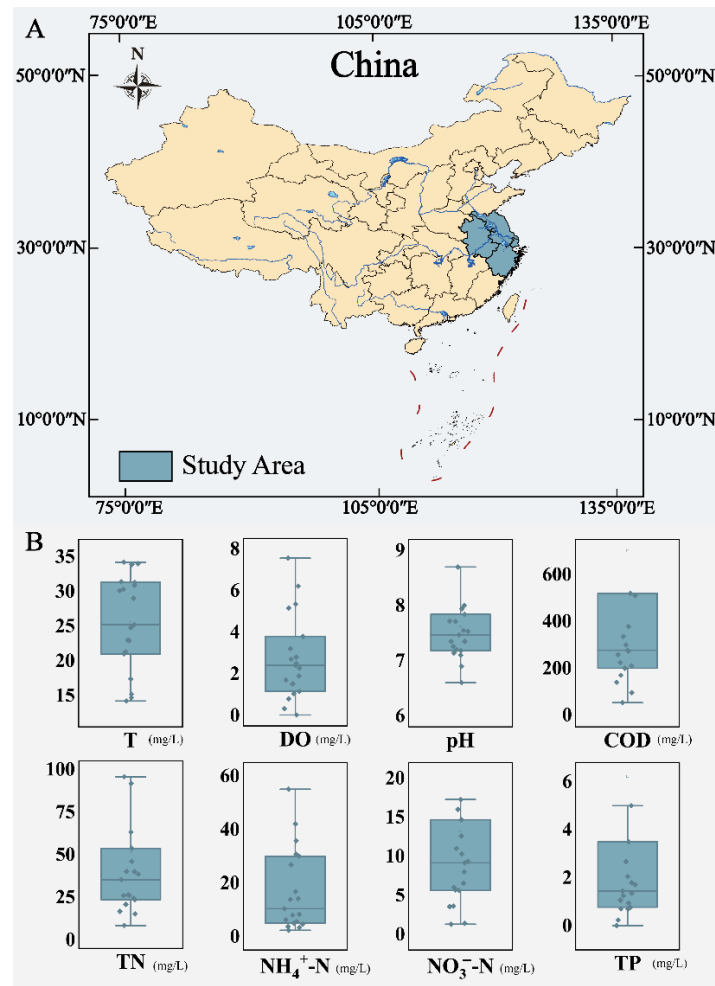 A
75°0'0"E 105°0'0"E 135°0'0"E
China
N
50°0'0"N 50°0'0"N
30°0'0"N 30°0'0"N
10°0'0"N 10°0'0"N
Study Area
75°0'0"E 105°0'0"E 135°0'0"E
B
35
30
25
20
15
T (mg/L)
8
6
4
2
0
DO (mg/L)
9
8
7
6
pH
600
400
200
0
COD (mg/L)
100
75
50
25
0
TN (mg/L)
60
40
20
0
NH₄⁺-N (mg/L)
20
15
10
5
0
NO₃⁻-N (mg/L)
6
4
2
0
TP (mg/L)